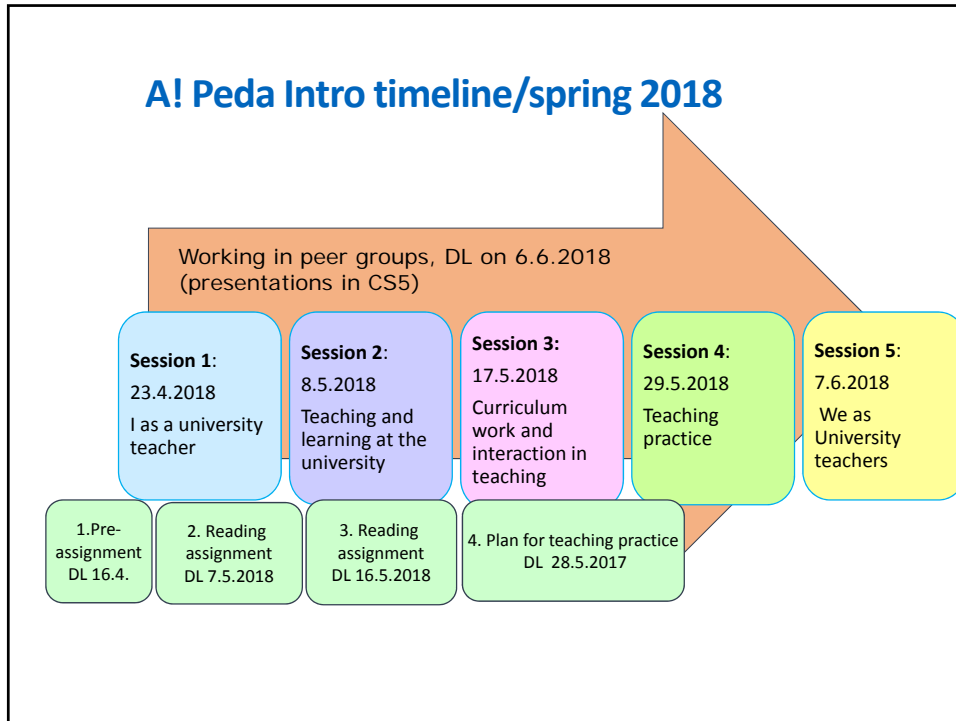 A! Peda Intro timeline/spring 2018
Working in peer groups, DL on 6.6.2018
(presentations in CS5)
Session 1:
23.4.2018
I as a university
teacher
Session 2:
8.5.2018
Teaching and
learning at the
university
Session 3:
17.5.2018
Curriculum
work and
interaction in
teaching
Session 4:
29.5.2018
Teaching
practice
Session 5:
7.6.2018
We as
University
teachers
1.Pre-
assignment
DL 16.4.
2. Reading
assignment
DL 7.5.2018
3. Reading
assignment
DL 16.5.2018
4. Plan for teaching practice
DL 28.5.2017